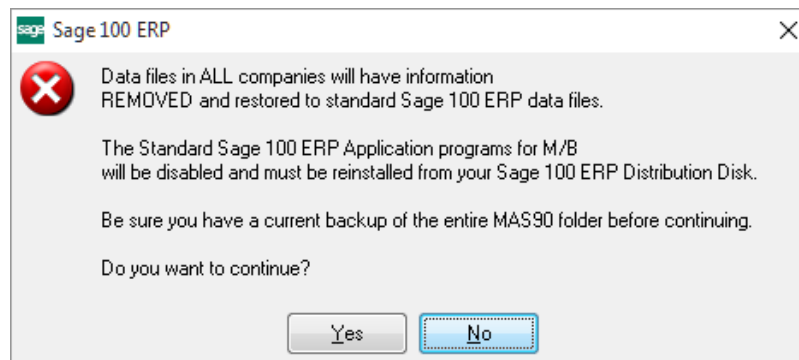 sage Sage 100 ERP
Data files in ALL companies will have information
REMOVED and restored to standard Sage 100 ERP data files.
The Standard Sage 100 ERP Application programs for M/B
will be disabled and must be reinstalled from your Sage 100 ERP Distribution Disk.
Be sure you have a current backup of the entire MAS90 folder before continuing.
Do you want to continue?
Yes No